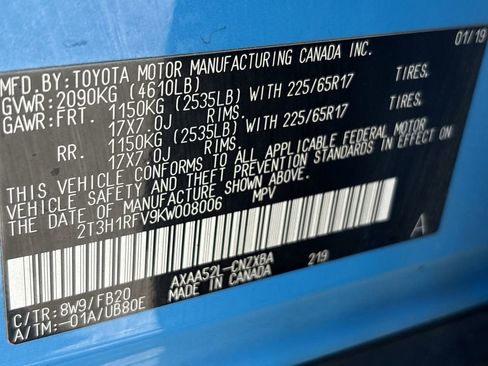 MFD.BY:TOYOTA MOTOR MANUFACTURING CANADA INC. 01/19
GVWR:2090KG (4610LB)
GAWR:FRT. 1150KG (2535LB) WITH 225/65R17 TIRES,
17X7.0J RIMS.
RR. 1150KG (2535LB) WITH 225/65R17 TIRES,
17X7.0J RIMS.
THIS VEHICLE CONFORMS TO ALL APPLICABLE FEDERAL MOTOR
VEHICLE SAFETY AND THEFT PREVENTION STANDARDS IN EFFECT ON
THE DATE OF MANUFACTURE SHOWN ABOVE.
2T3H1RFV9KW008006 MPV
A
AXAA52L-CNZXBA 219
C/TR:8W9/FB20 MADE IN CANADA
A/TM:-01A/UB80E